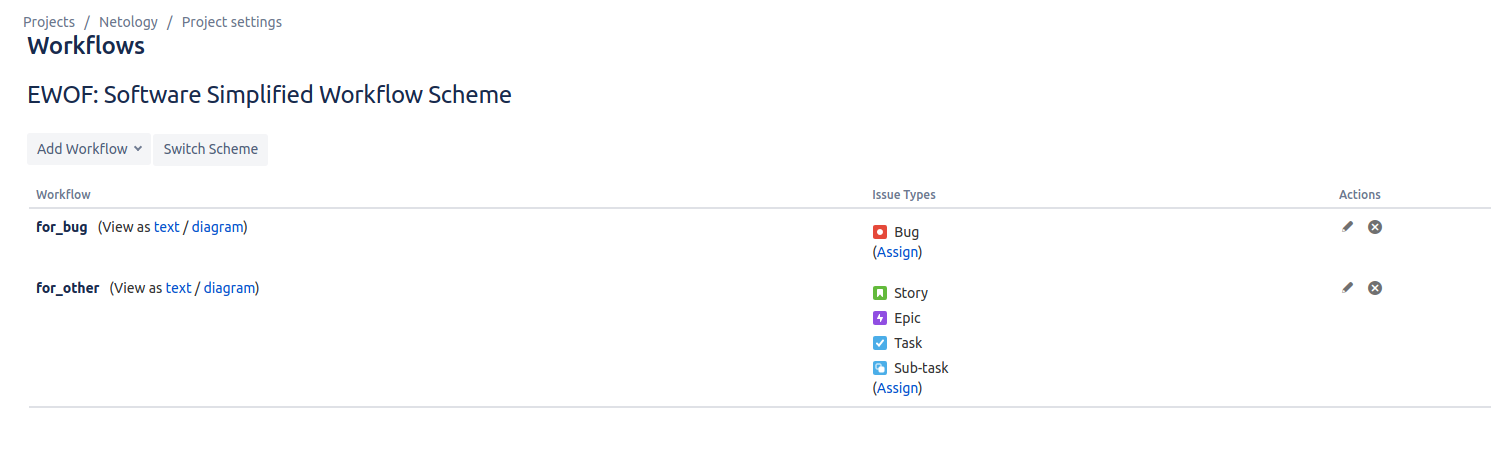 Projects / Netology / Project settings
Workflows
EWOF: Software Simplified Workflow Scheme
Add Workflow Switch Scheme
Workflow Issue Types Actions
for_bug (View as text / diagram) Bug
(Assign)
for_other (View as text / diagram) Story
Epic
Task
Sub-task
(Assign)